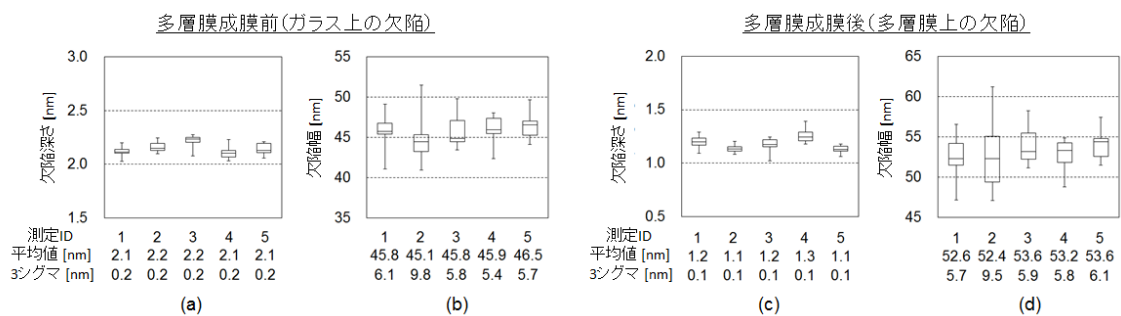 多層膜成膜前(ガラス上の欠陥)
多層膜成膜後(多層膜上の欠陥)
欠陥深さ [nm]
3.0
2.5
2.0
1.5
欠陥幅 [nm]
55
50
45
40
35
欠陥深さ [nm]
2.0
1.5
1.0
0.5
欠陥幅 [nm]
65
60
55
50
45
測定ID 1 2 3 4 5 1 2 3 4 5
平均値 [nm] 2.1 2.2 2.2 2.1 2.1 45.8 45.1 45.8 45.9 46.5
3シグマ [nm] 0.2 0.2 0.2 0.2 0.2 6.1 9.8 5.8 5.4 5.7
(a) (b)
測定ID 1 2 3 4 5 1 2 3 4 5
平均値 [nm] 1.2 1.1 1.2 1.3 1.1 52.6 52.4 53.6 53.2 53.6
3シグマ [nm] 0.1 0.1 0.1 0.1 0.1 5.7 9.5 5.9 5.8 6.1
(c) (d)